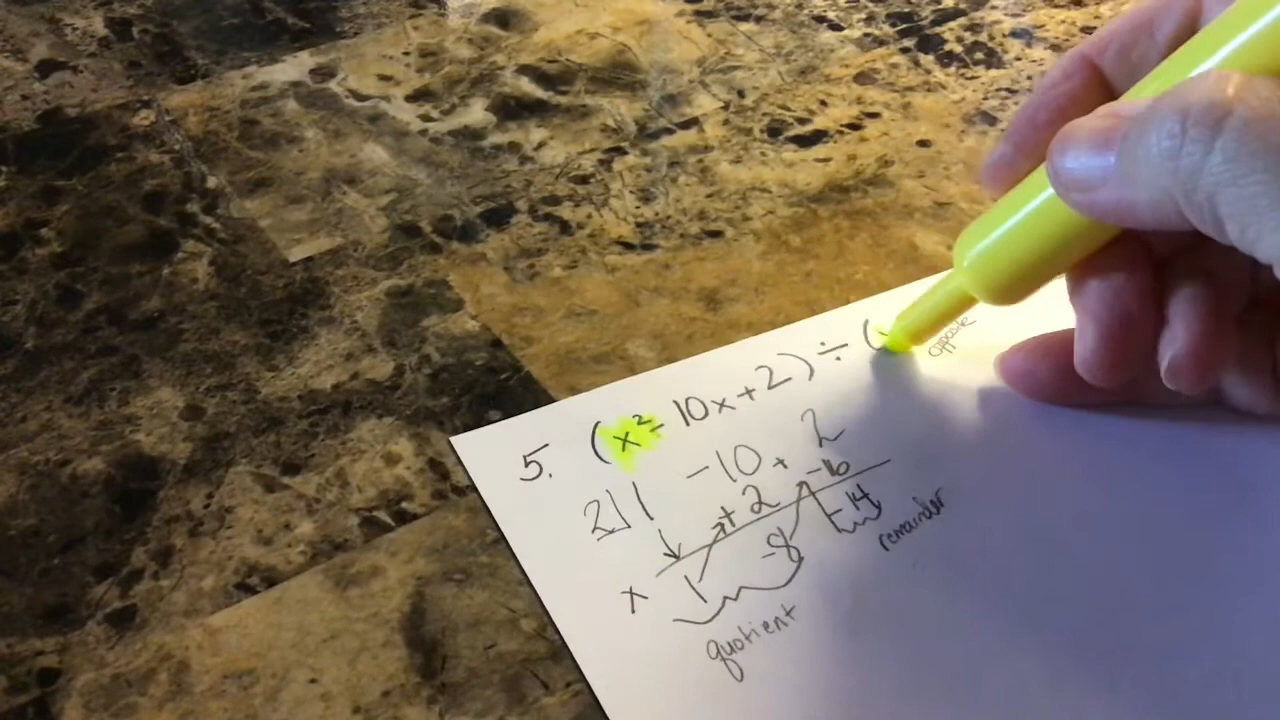 5. (x² - 10x + 2) ÷ (
opposite
2| 1 -10 + 2
+ 2 -16
x 1 -8 -14
quotient
remainder